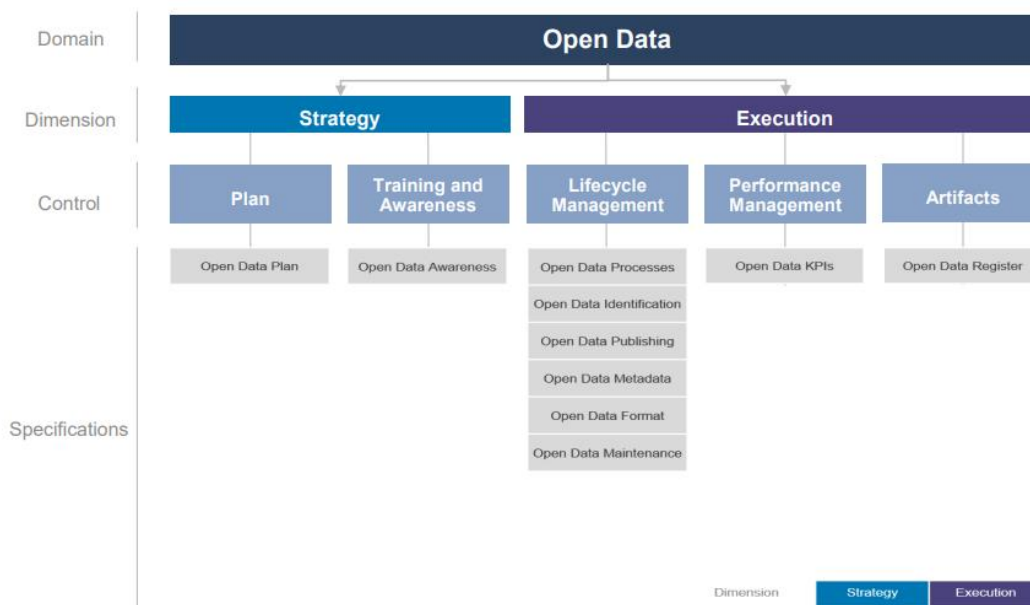 Domain
Open Data
Dimension
Strategy
Execution
Control
Plan
Training and
Awareness
Lifecycle
Management
Performance
Management
Artifacts
Specifications
Open Data Plan
Open Data Awareness
Open Data Processes
Open Data Identification
Open Data Publishing
Open Data Metadata
Open Data Format
Open Data Maintenance
Open Data KPIs
Open Data Register
Dimension
Strategy
Execution